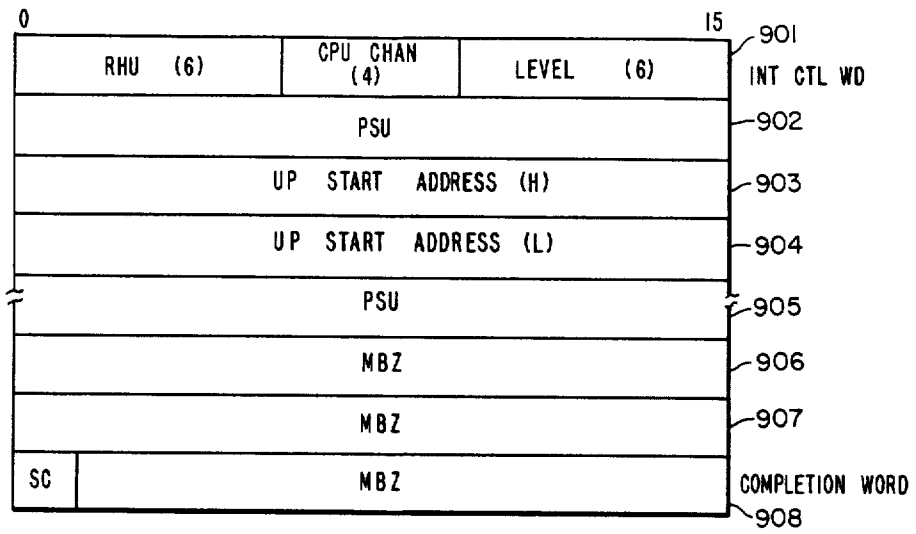 0 15
RHU (6) CPU CHAN (4) LEVEL (6) 901 INT CTL WD
PSU 902
UP START ADDRESS (H) 903
UP START ADDRESS (L) 904
PSU 905
MBZ 906
MBZ 907
SC MBZ COMPLETION WORD
908